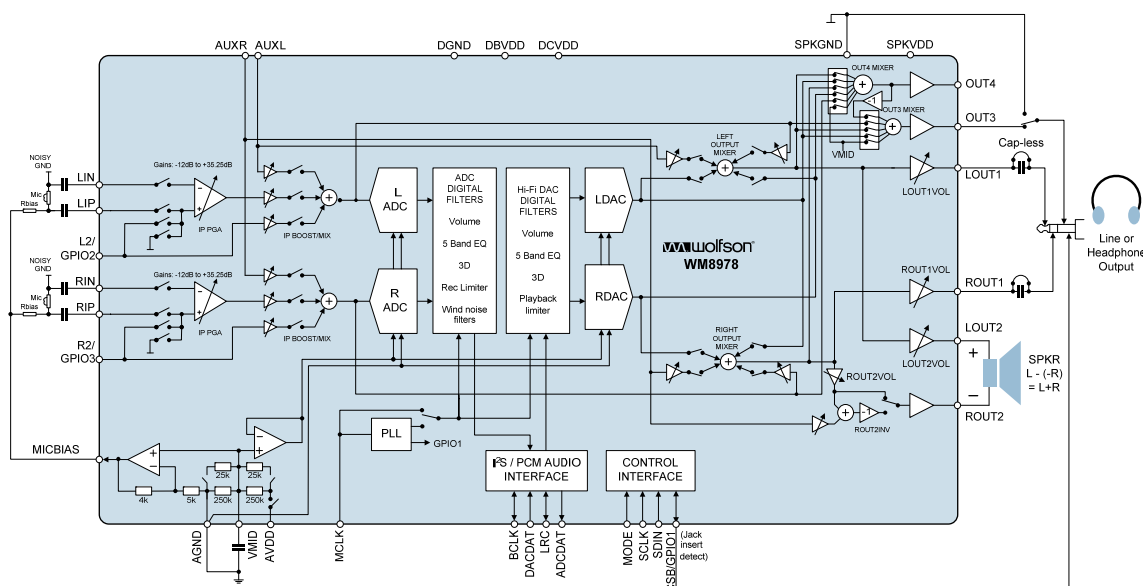 AUXR AUXL DGND DBVDD DCVDD SPKGND SPKVDD
OUT4 MIXER
OUT4
-1
OUT3 MIXER
OUT3
VMID
Cap-less
LEFT
OUTPUT
MIXER
LOUT1VOL
LOUT1
NOISY
GND
Mic
Rbias
LIN
LIP
L2/
GPIO2
Gains: -12dB to +35.25dB
IP PGA
IP BOOST/MIX
L
ADC
ADC
DIGITAL
FILTERS
Volume
5 Band EQ
3D
Rec Limiter
Wind noise
filters
Hi-Fi DAC
DIGITAL
FILTERS
Volume
5 Band EQ
3D
Playback
limiter
LDAC
wolfson
WM8978
Line or
Headphone
Output
NOISY
GND
Mic
Rbias
RIN
RIP
R2/
GPIO3
Gains: -12dB to +35.25dB
IP PGA
IP BOOST/MIX
R
ADC
RDAC
ROUT1VOL
ROUT1
RIGHT
OUTPUT
MIXER
LOUT2
LOUT2VOL
+
SPKR
L - (-R)
= L+R
−
ROUT2
ROUT2VOL
-1
ROUT2INV
MICBIAS
+
−
−
+
25k 25k
4k 5k 250k 250k
PLL
GPIO1
I²S / PCM AUDIO
INTERFACE
CONTROL
INTERFACE
AGND
VMID
AVDD
MCLK
BCLK
DACDAT
LRC
ADCDAT
MODE
SCLK
SDIN
CSB/GPIO1
(Jack
insert
detect)